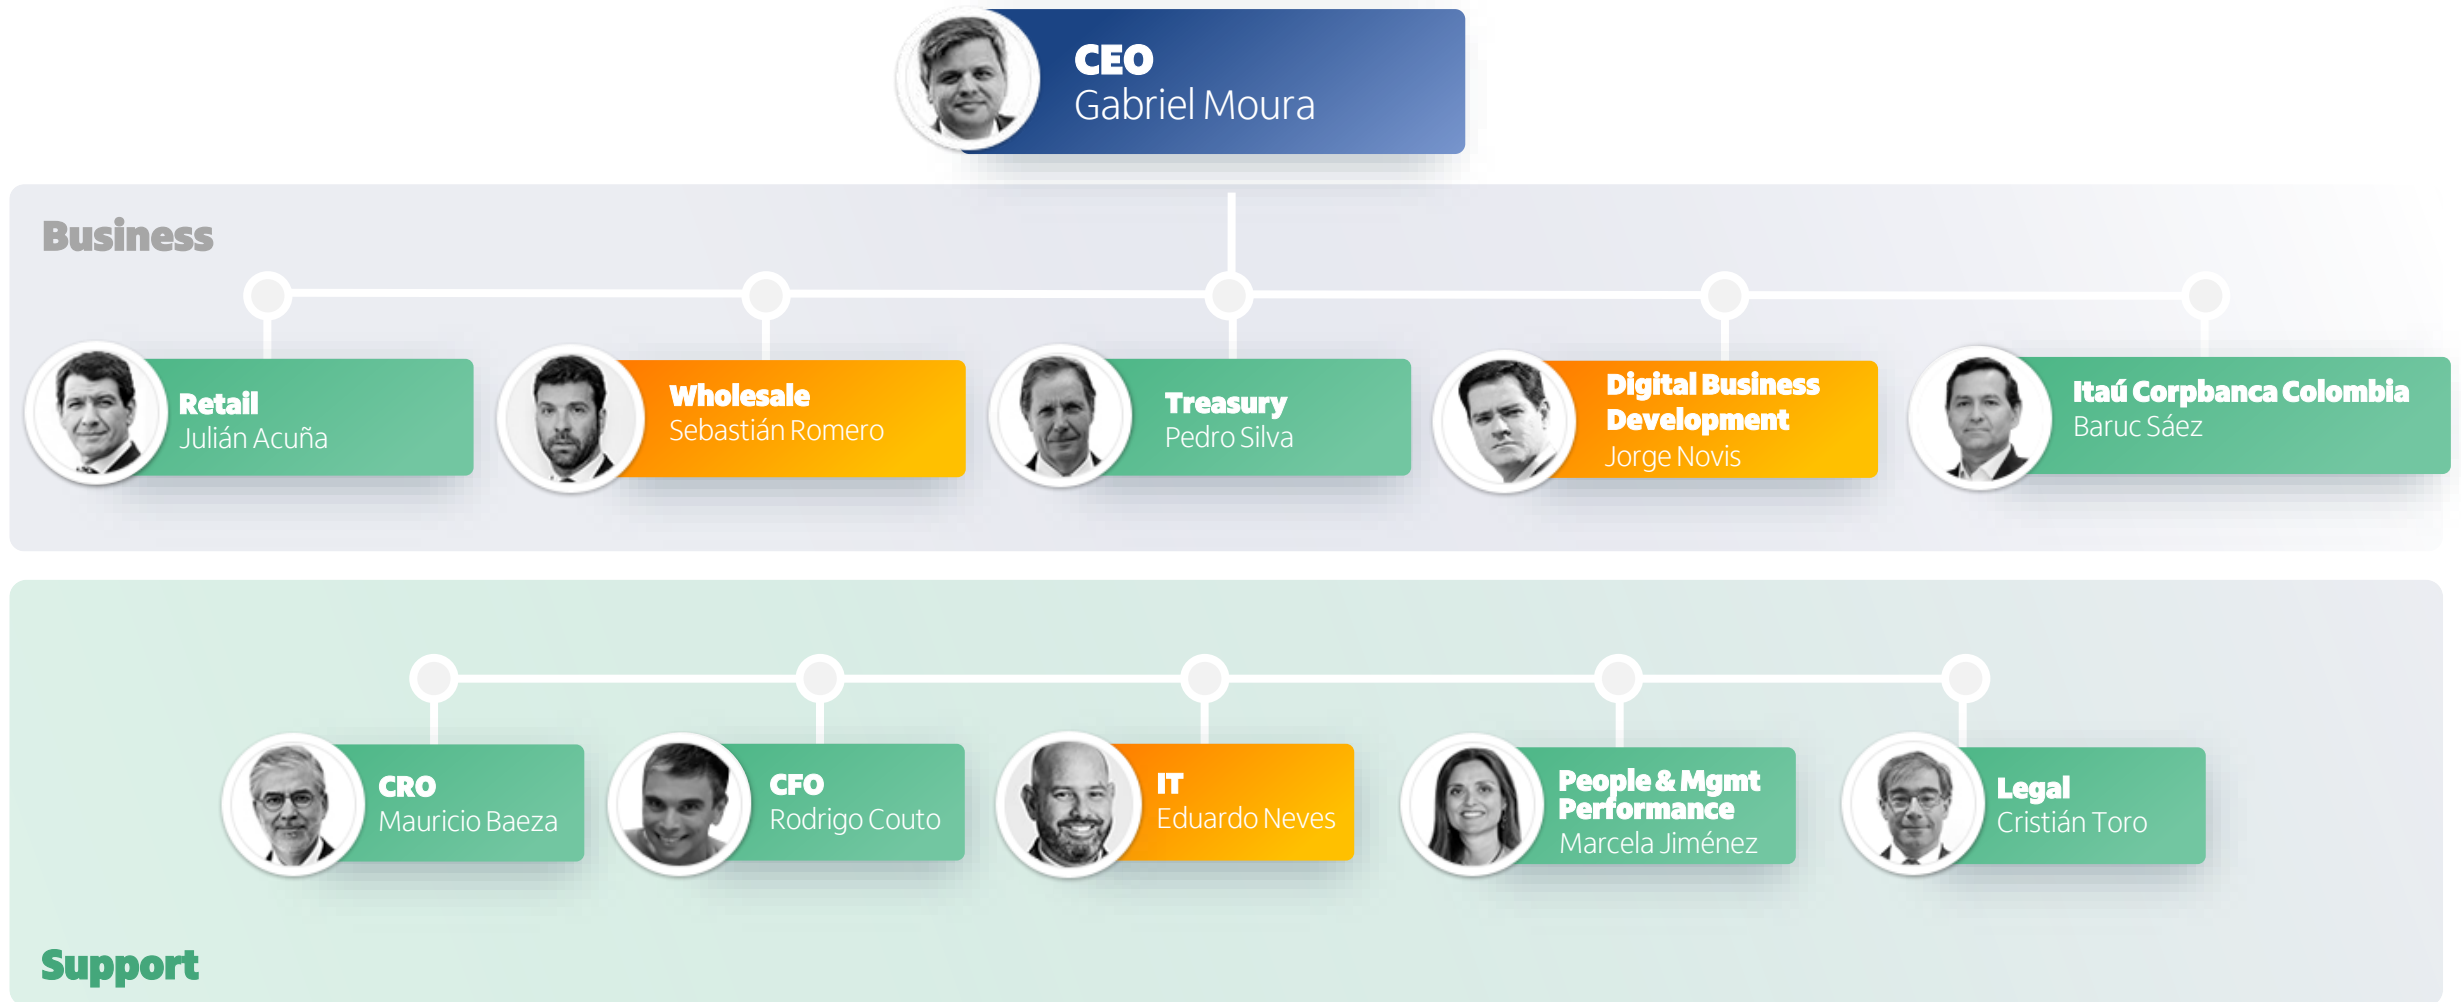 CEO
Gabriel Moura
Business
Retail
Julián Acuña
Wholesale
Sebastián Romero
Treasury
Pedro Silva
Digital Business
Development
Jorge Novis
Itaú Corpbanca Colombia
Baruc Sáez
CRO
Mauricio Baeza
CFO
Rodrigo Couto
IT
Eduardo Neves
People & Mgmt
Performance
Marcela Jiménez
Legal
Cristián Toro
Support